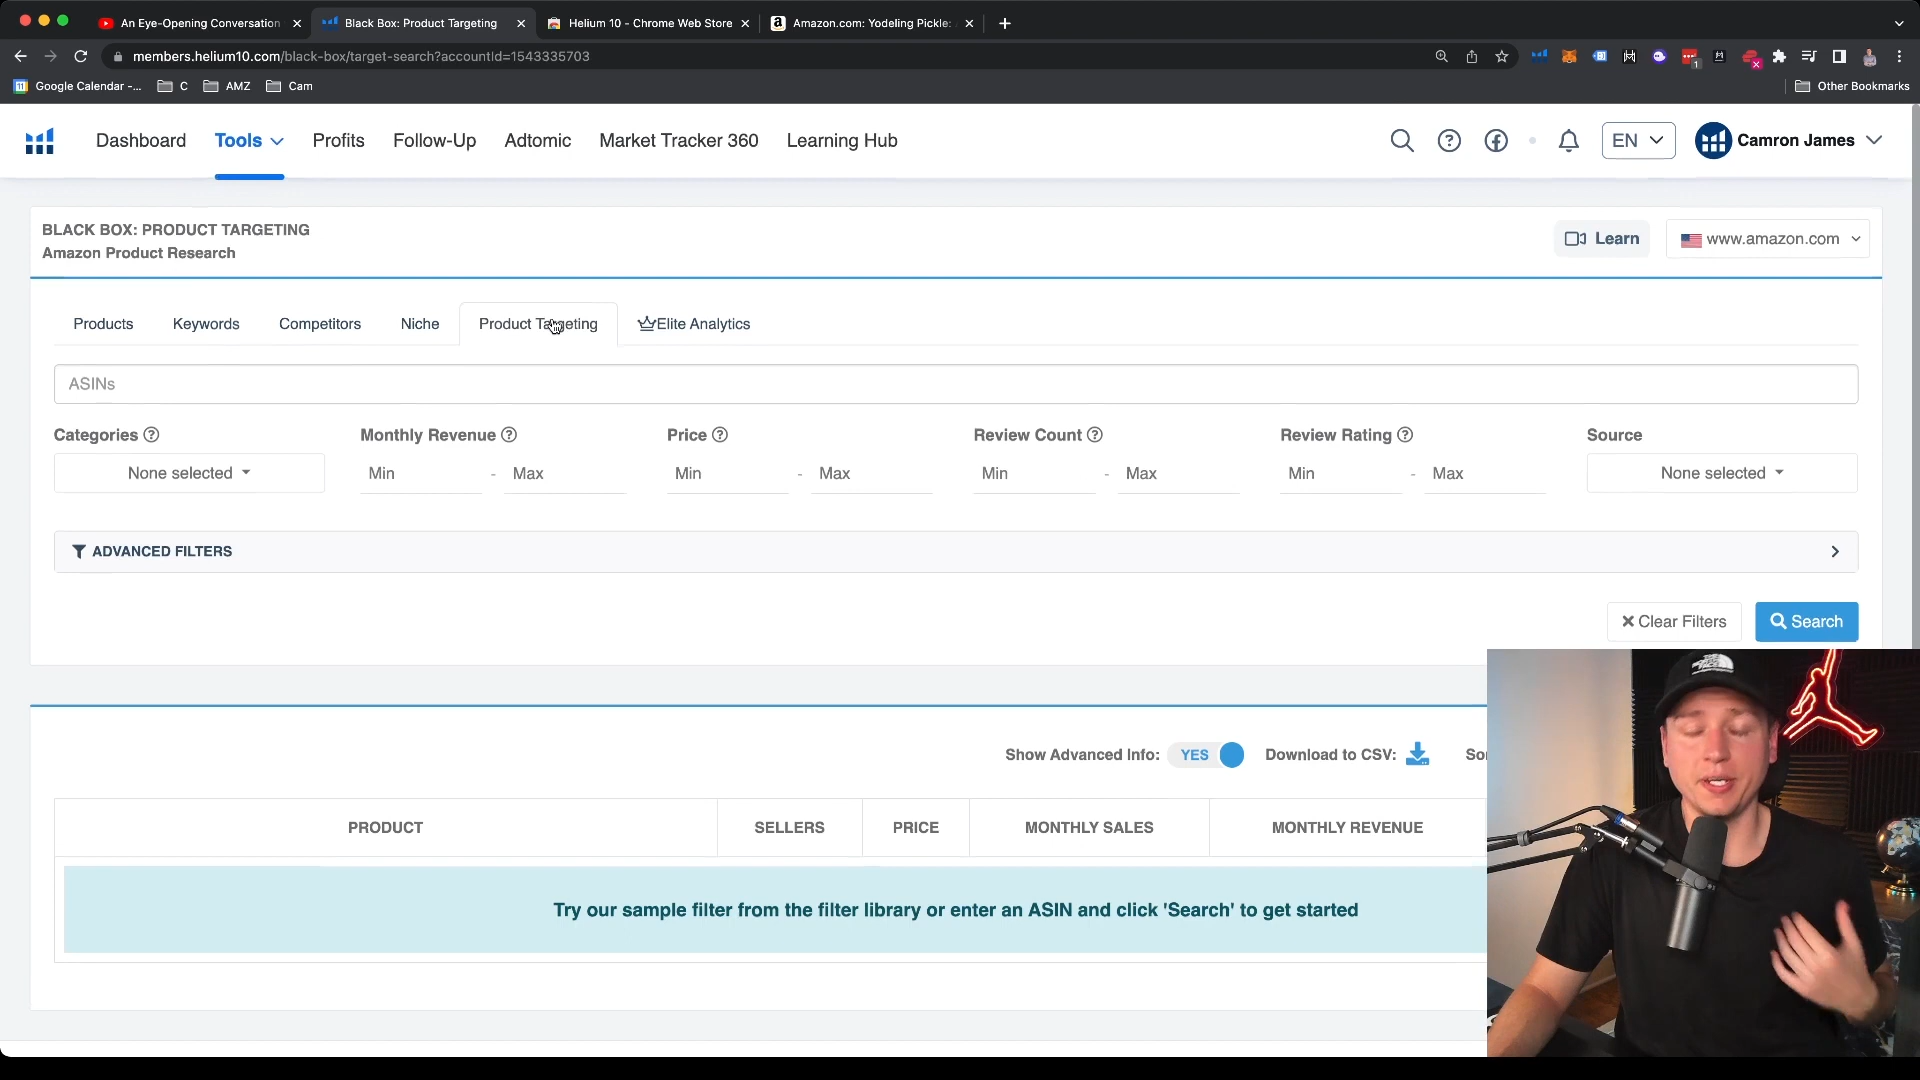 An Eye-Opening Conversation
Black Box: Product Targeting
Helium 10 - Chrome Web Store
Amazon.com: Yodeling Pickle:
members.helium10.com/black-box/target-search?accountId=1543335703
Google Calendar -...
C
AMZ
Cam
Other Bookmarks
Dashboard
Tools
Profits
Follow-Up
Adtomic
Market Tracker 360
Learning Hub
EN
Camron James
BLACK BOX: PRODUCT TARGETING
Amazon Product Research
Learn
www.amazon.com
Products
Keywords
Competitors
Niche
Product Targeting
Elite Analytics
ASINs
Categories
Monthly Revenue
Price
Review Count
Review Rating
Source
None selected
Min - Max
Min - Max
Min - Max
Min - Max
None selected
ADVANCED FILTERS
Clear Filters
Search
Show Advanced Info: YES
Download to CSV:
So
PRODUCT
SELLERS
PRICE
MONTHLY SALES
MONTHLY REVENUE
Try our sample filter from the filter library or enter an ASIN and click 'Search' to get started